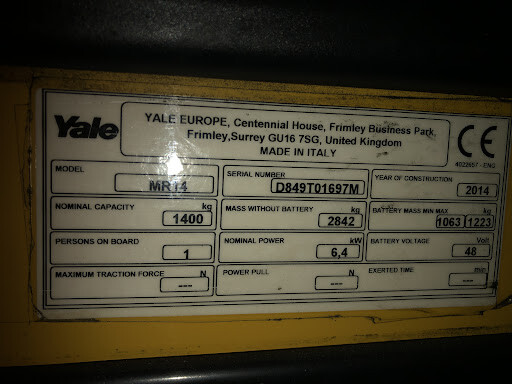 Yale
YALE EUROPE, Centennial House, Frimley Business Park,
Frimley,Surrey GU16 7SG, United Kingdom
MADE IN ITALY
CE
4922657 - ENG
MODEL
MR14
SERIAL NUMBER
D849T01697M
YEAR OF CONSTRUCTION
2014
NOMINAL CAPACITY kg
1400
MASS WITHOUT BATTERY kg
2842
BATTERY MASS MIN MAX kg
1063 1223
PERSONS ON BOARD
1
NOMINAL POWER kW
6,4
BATTERY VOLTAGE Volt
48
MAXIMUM TRACTION FORCE N
---
POWER PULL N
---
EXERTED TIME min
---